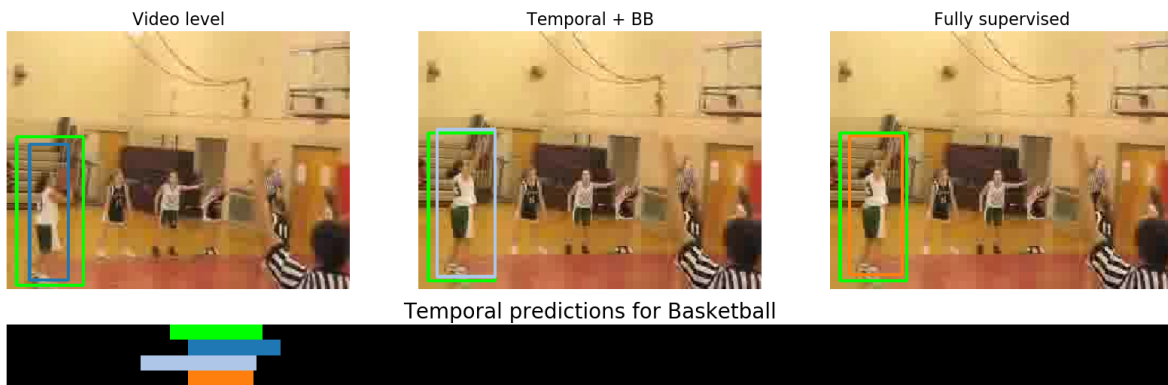 Video level
Temporal + BB
Fully supervised
Temporal predictions for Basketball